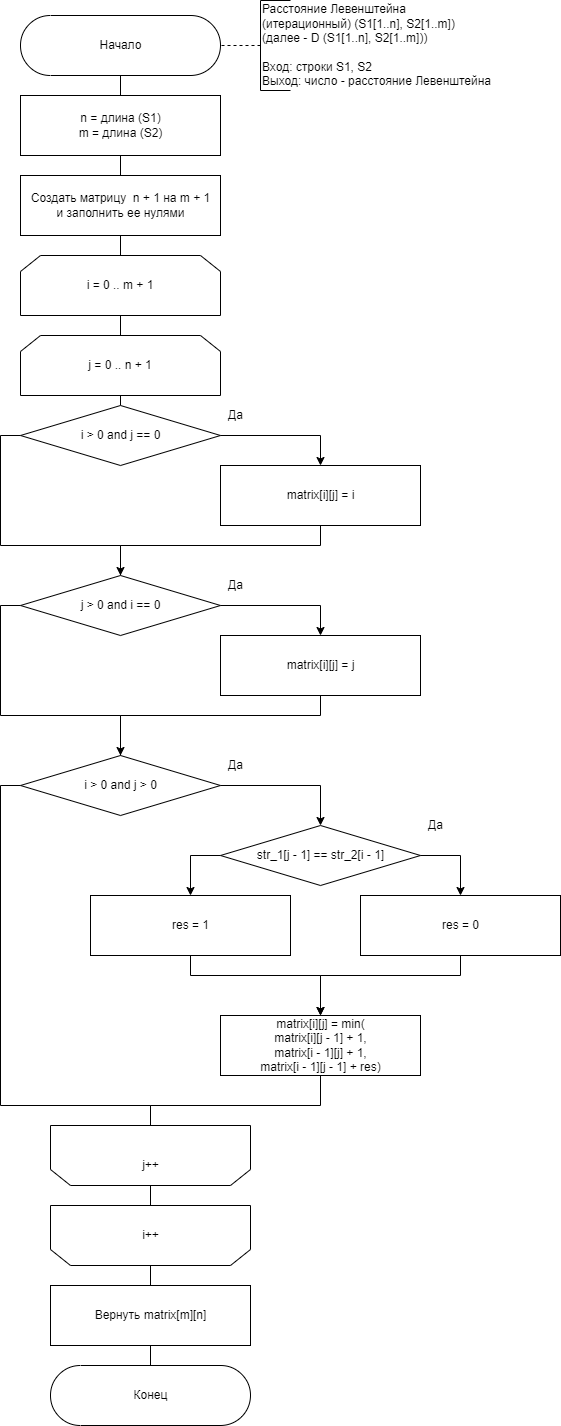 Начало
Расстояние Левенштейна
(итерационный) (S1[1..n], S2[1..m])
(далее - D (S1[1..n], S2[1..m]))
Вход: строки S1, S2
Выход: число - расстояние Левенштейна
n = длина (S1)
m = длина (S2)
Создать матрицу n + 1 на m + 1
и заполнить ее нулями
i = 0 .. m + 1
j = 0 .. n + 1
Да
i > 0 and j == 0
matrix[i][j] = i
Да
j > 0 and i == 0
matrix[i][j] = j
Да
i > 0 and j > 0
Да
str_1[j - 1] == str_2[i - 1]
res = 1
res = 0
matrix[i][j] = min(
matrix[i][j - 1] + 1,
matrix[i - 1][j] + 1,
matrix[i - 1][j - 1] + res)
j++
i++
Вернуть matrix[m][n]
Конец